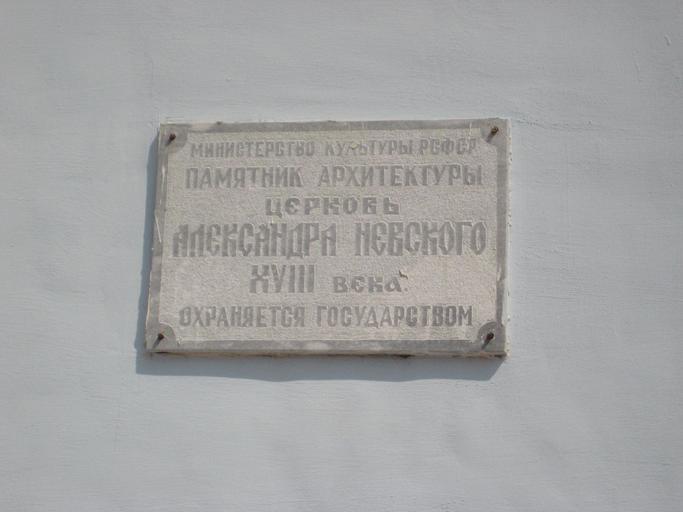 МИНИСТЕРСТВО КУЛЬТУРЫ РСФСР
ПАМЯТНИК АРХИТЕКТУРЫ
ЦЕРКОВЬ
АЛЕКСАНДРА НЕВСКОГО
XVIII ВЕКА.
ОХРАНЯЕТСЯ ГОСУДАРСТВОМ